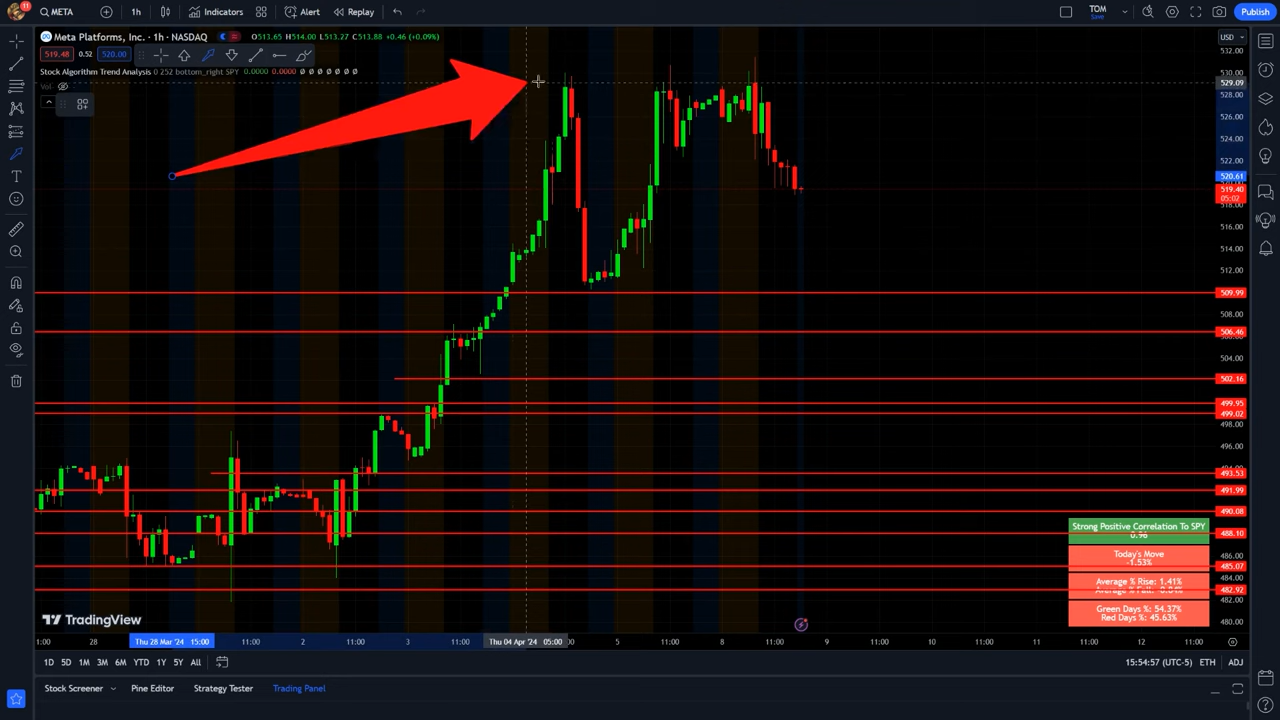 11 META 1h Indicators Alert Replay TOM Save Publish
Meta Platforms, Inc. · 1h · NASDAQ O513.65 H514.00 L513.27 C513.88 +0.46 (+0.09%) USD
519.48 0.52 520.00
Stock Algorithm Trend Analysis 0 252 bottom_right SPY 0.0000 0.0000 Ø Ø Ø Ø Ø Ø Ø
Vol
532.00
530.00
529.09
528.00
526.00
524.00
522.00
520.61
519.40
05:02
518.00
516.00
514.00
512.00
509.99
508.00
506.46
504.00
502.16
499.95
499.02
498.00
496.00
493.53
491.99
490.08
488.10
486.00
485.07
484.00
482.92
482.00
480.00
Strong Positive Correlation To SPY
0.96
Today's Move
-1.53%
Average % Rise: 1.41%
Green Days %: 54.37%
Red Days %: 45.63%
TradingView
1:00 28 Thu 28 Mar '24 15:00 11:00 2 11:00 3 11:00 Thu 04 Apr '24 05:00 5 11:00 8 11:00 9 11:00 10 11:00 11 11:00 12 11:00
1D 5D 1M 3M 6M YTD 1Y 5Y All 15:54:57 (UTC-5) ETH ADJ
Stock Screener Pine Editor Strategy Tester Trading Panel